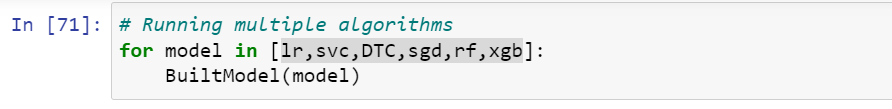 In [71]: # Running multiple algorithms
for model in [lr,svc,DTC,sgd,rf,xgb]:
    BuiltModel(model)